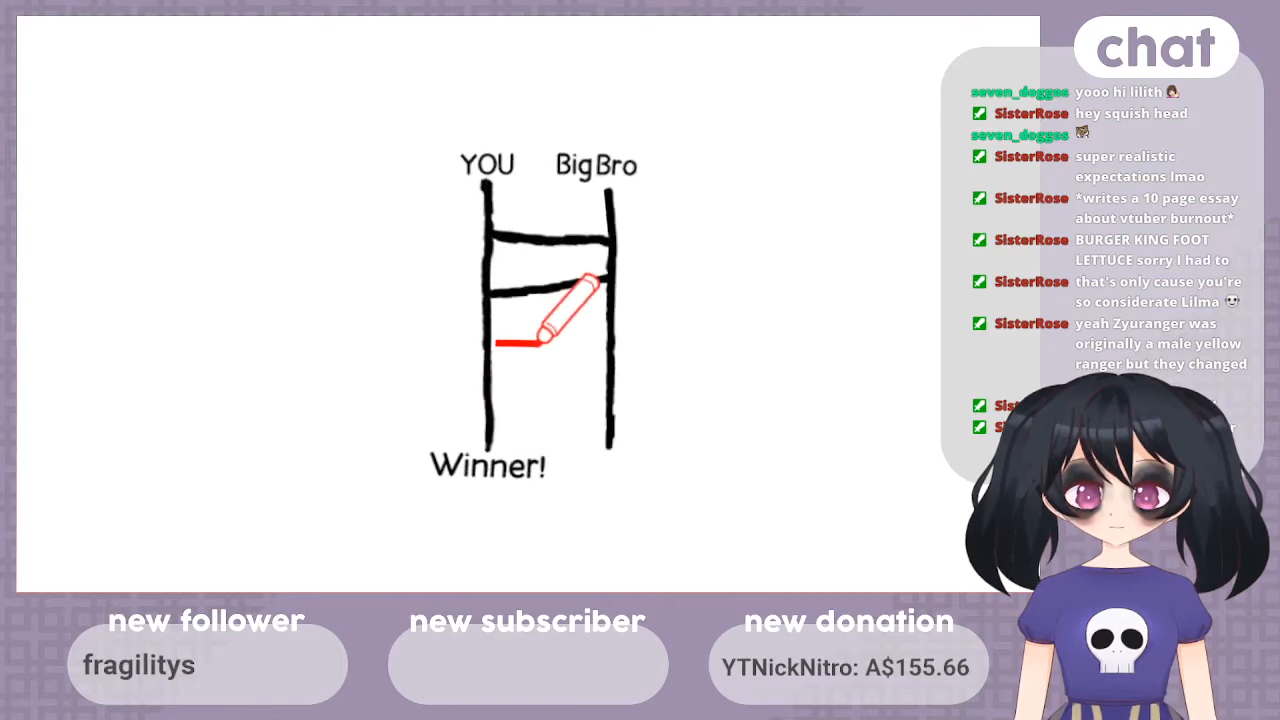 chat
seven_doggos yooo hi lilith
SisterRose hey squish head
seven_doggos
SisterRose super realistic
expectations lmao
SisterRose *writes a 10 page essay
about vtuber burnout*
SisterRose BURGER KING FOOT
LETTUCE sorry I had to
SisterRose that's only cause you're
so considerate Lilma
SisterRose yeah Zyuranger was
originally a male yellow
ranger but they changed
YOU BigBro
Winner!
new follower
fragilitys
new subscriber
new donation
YTNickNitro: A$155.66